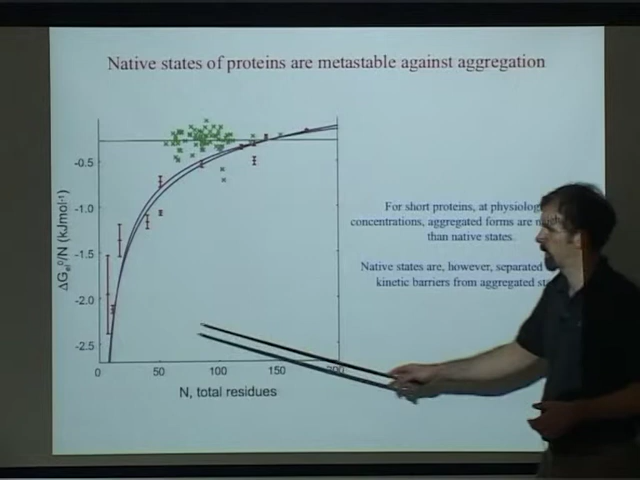 Native states of proteins are metastable against aggregation
-0.5
-1.0
-1.5
-2.0
-2.5
ΔG_el⁰/N (kJmol⁻¹)
0
50
100
150
200
N, total residues
For short proteins, at physiolog
concentrations, aggregated forms are
than native states.
Native states are, however, separated
kinetic barriers from aggregated st